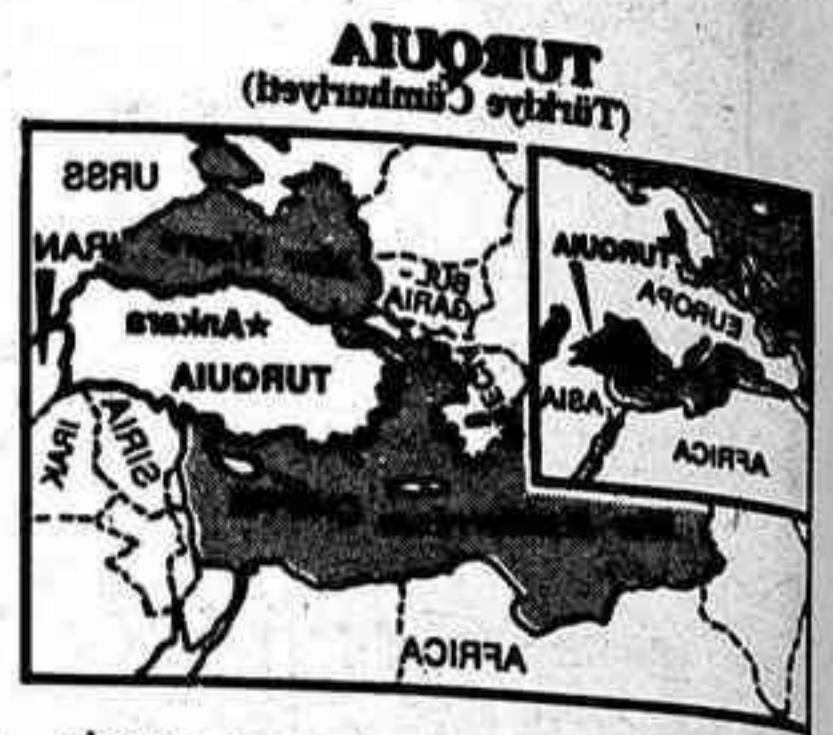 TURQUIA
(Türkiye Cümhuriyeti)
URSS
IRAN
BUL-
GARIA
★Ankara
TURQUIA
SIRIA
IRAK
AFRICA
TURQUIA
EUROPA
ASIA
AFRICA